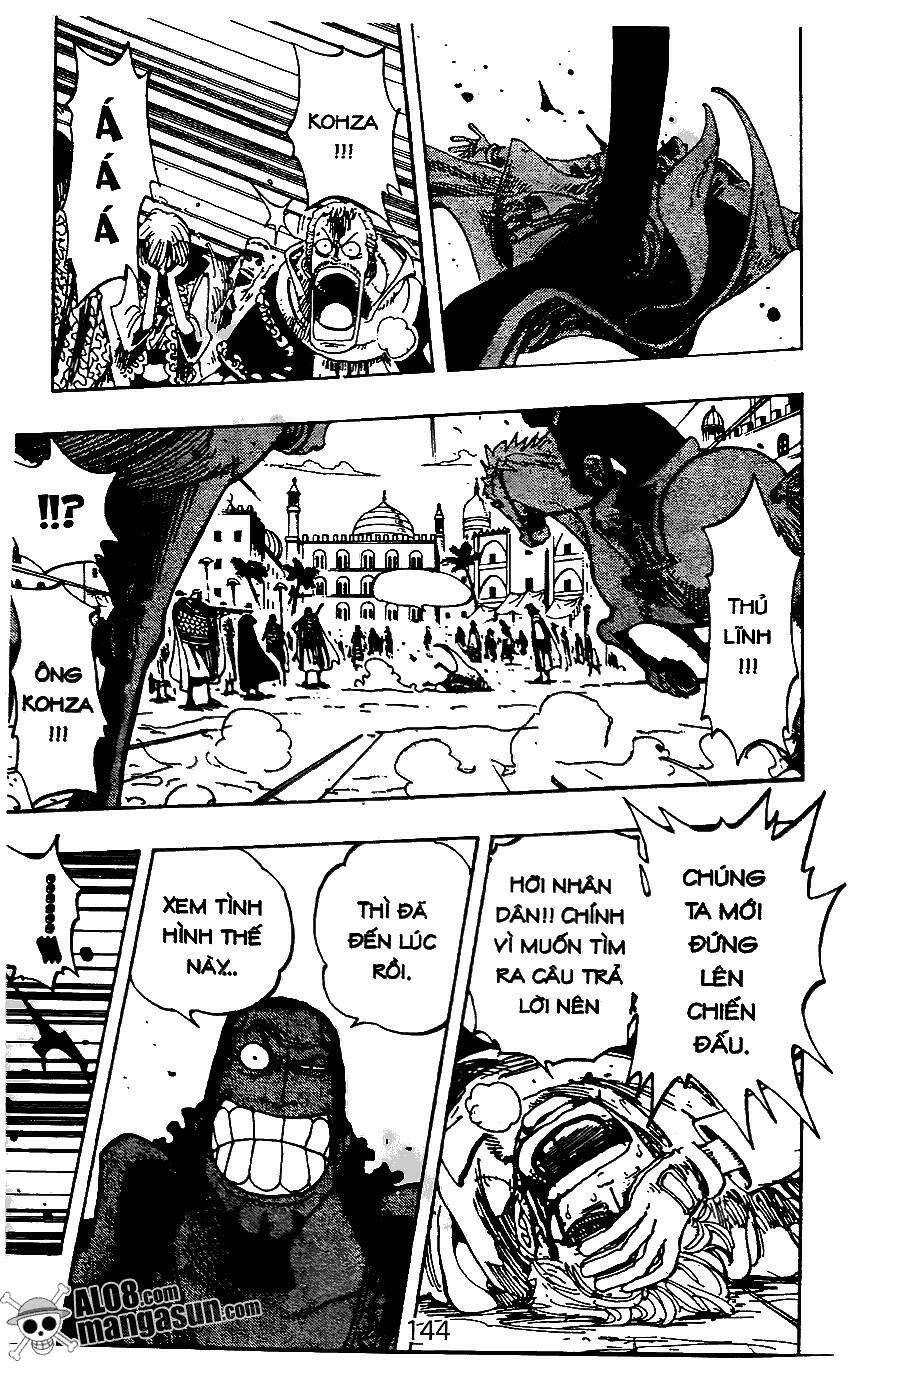 KOHZA
!!!
Á
Á
Á
THỦ
LĨNH
!!!
!!?
ÔNG
KOHZA
!!!
CHÚNG
TA MỚI
ĐỨNG
LÊN
CHIẾN
ĐẤU.
HỠI NHÂN
DÂN!! CHÍNH
VÌ MUỐN TÌM
RA CÂU TRẢ
LỜI NÊN
THÌ ĐÃ
ĐẾN LÚC
RỒI.
XEM TÌNH
HÌNH THẾ
NÀY..
144
AL08.com
mangasun.com